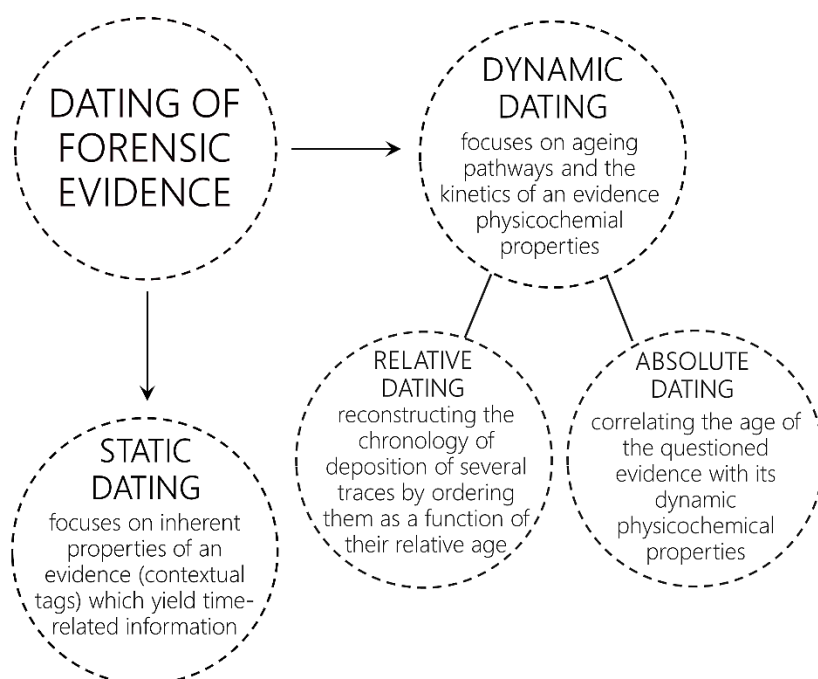 DATING OF
FORENSIC
EVIDENCE
DYNAMIC
DATING
focuses on ageing
pathways and the
kinetics of an evidence
physicochemial
properties
RELATIVE
DATING
reconstructing the
chronology of
deposition of several
traces by ordering
them as a function of
their relative age
ABSOLUTE
DATING
correlating the age of
the questioned
evidence with its
dynamic
physicochemical
properties
STATIC
DATING
focuses on inherent
properties of an
evidence (contextual
tags) which yield time-
related information